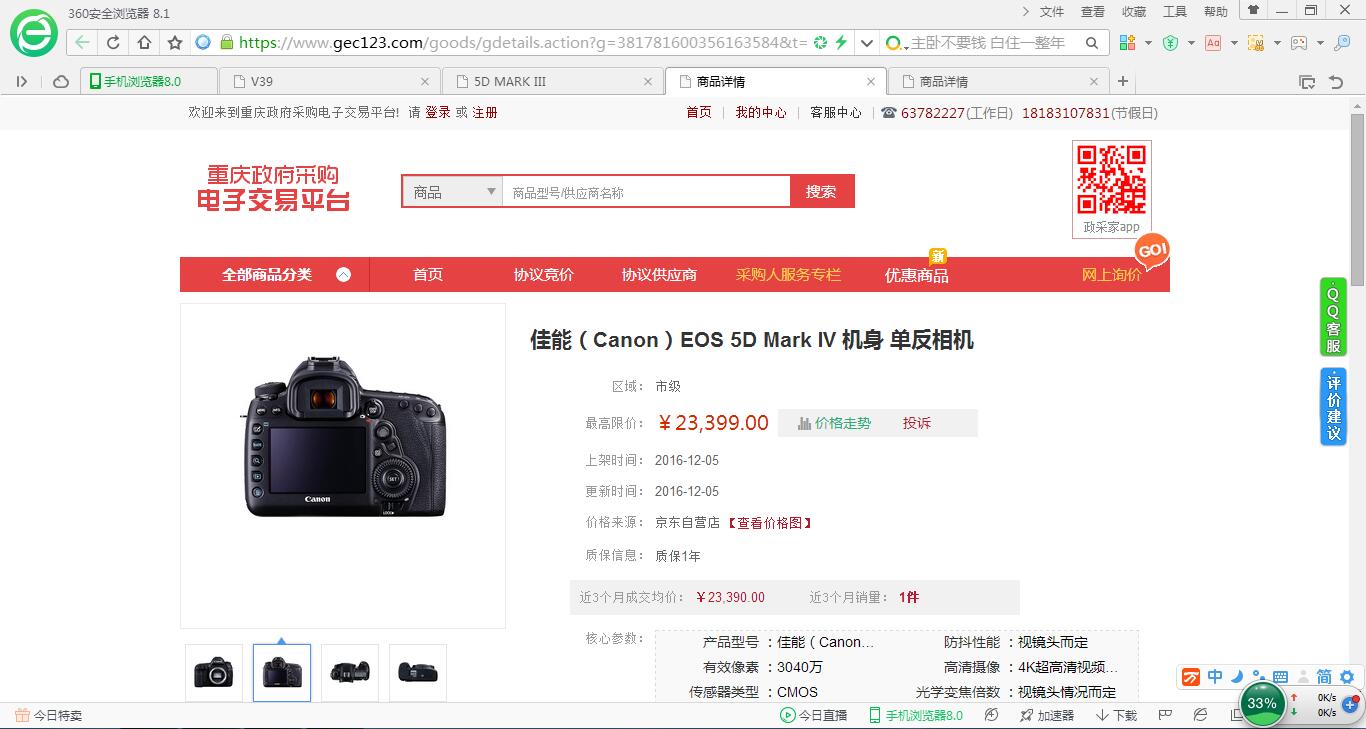 360安全浏览器 8.1
文件 查看 收藏 工具 帮助
https://www.gec123.com/goods/gdetails.action?g=381781600356163584&t=
主卧不要钱 白住一整年
手机浏览器8.0
V39
5D MARK III
商品详情
商品详情
欢迎来到重庆政府采购电子交易平台! 请 登录 或 注册
首页 我的中心 客服中心 63782227(工作日) 18183107831(节假日)
重庆政府采购
电子交易平台
商品
商品型号/供应商名称
搜索
政采家app
GO!
新
全部商品分类 首页 协议竞价 协议供应商 采购人服务专栏 优惠商品 网上询价
QQ客服
评价建议
佳能（Canon）EOS 5D Mark IV 机身 单反相机
区域： 市级
最高限价： ￥23,399.00 价格走势 投诉
上架时间： 2016-12-05
更新时间： 2016-12-05
价格来源： 京东自营店【查看价格图】
质保信息： 质保1年
近3个月成交均价： ￥23,390.00 近3个月销量： 1件
核心参数：
产品型号 ：佳能（Canon... 防抖性能 ：视镜头而定
有效像素 ：3040万 高清摄像 ：4K超高清视频...
传感器类型 ：CMOS 光学变焦倍数 ：视镜头情况而定
Canon
中 简
今日特卖
今日直播 手机浏览器8.0 加速器 下载
33%
0K/s
0K/s